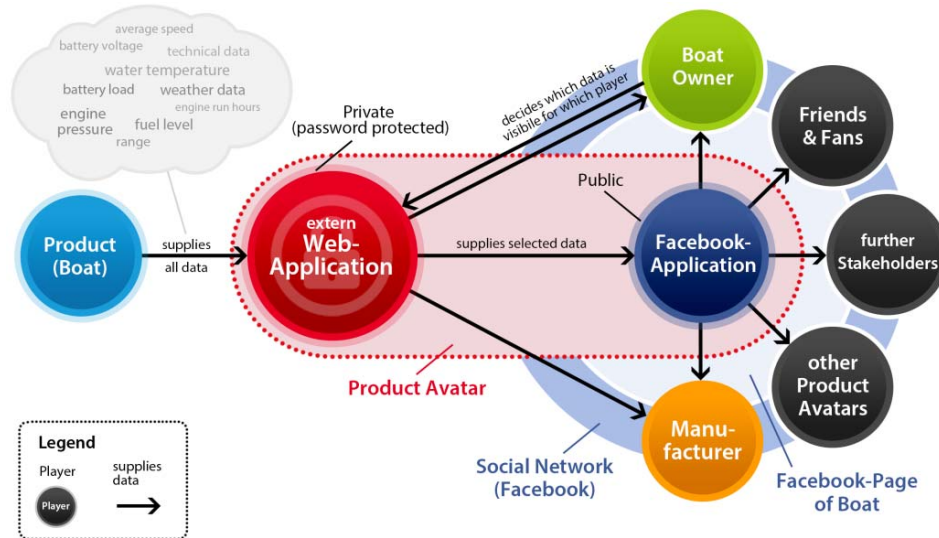 average speed
battery voltage
technical data
water temperature
battery load
weather data
engine run hours
engine
pressure
fuel level
range
Private
(password protected)
decides which data is
visibile for which player
Boat
Owner
Friends
& Fans
Public
Product
(Boat)
supplies
all data
extern
Web-
Application
supplies selected data
Facebook-
Application
further
Stakeholders
Product Avatar
other
Product
Avatars
Manu-
facturer
Social Network
(Facebook)
Facebook-Page
of Boat
Legend
Player
supplies
data
Player